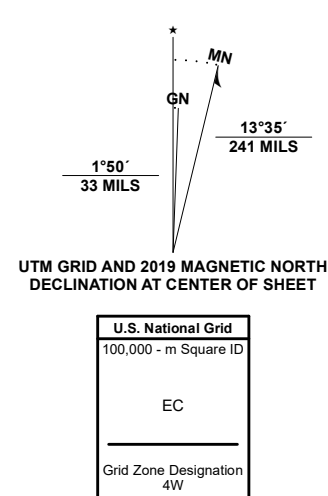 ★
MN
GN
13°35´
241 MILS
1°50´
33 MILS
UTM GRID AND 2019 MAGNETIC NORTH
DECLINATION AT CENTER OF SHEET
U.S. National Grid
100,000 - m Square ID
EC
Grid Zone Designation
4W